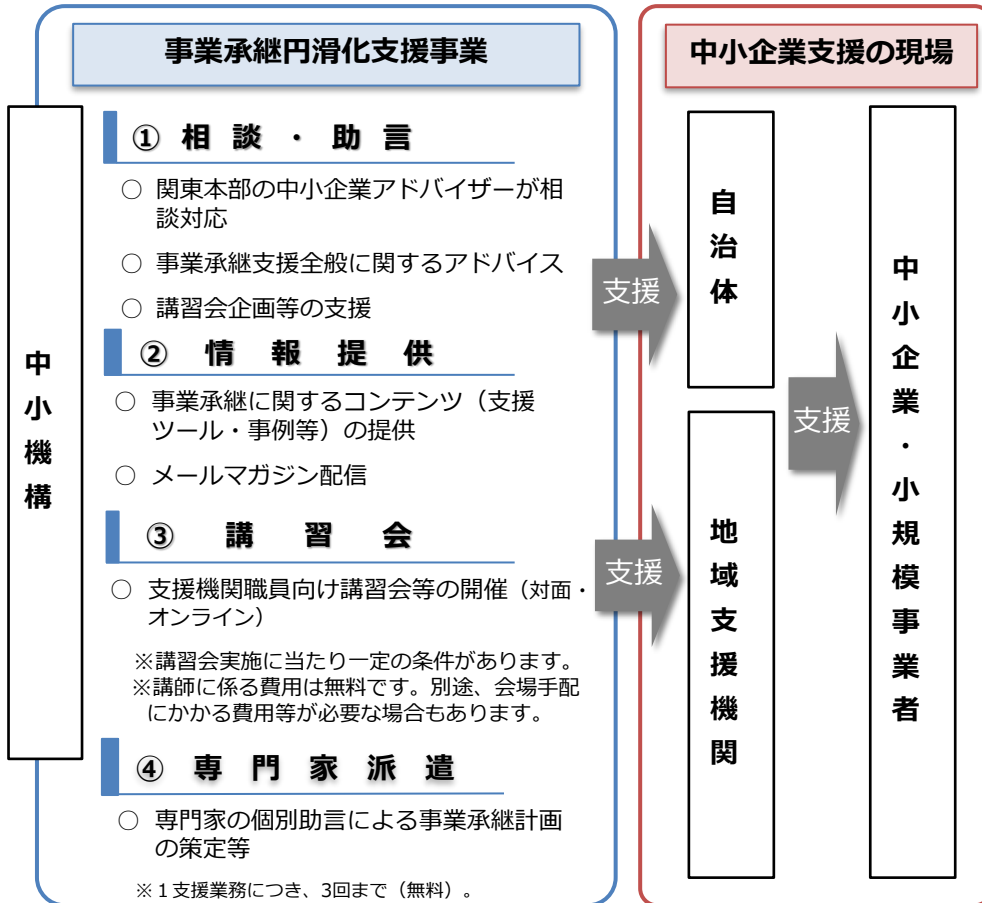 事業承継円滑化支援事業
中小機構
① 相談・助言
○ 関東本部の中小企業アドバイザーが相
談対応
○ 事業承継支援全般に関するアドバイス
○ 講習会企画等の支援
② 情報提供
○ 事業承継に関するコンテンツ（支援
ツール・事例等）の提供
○ メールマガジン配信
③ 講習会
○ 支援機関職員向け講習会等の開催（対面・
オンライン）
※講習会実施に当たり一定の条件があります。
※講師に係る費用は無料です。別途、会場手配
にかかる費用等が必要な場合もあります。
④ 専門家派遣
○ 専門家の個別助言による事業承継計画
の策定等
※１支援業務につき、3回まで（無料）。
支援
支援
中小企業支援の現場
自治体
地域支援機関
支援
中小企業・小規模事業者